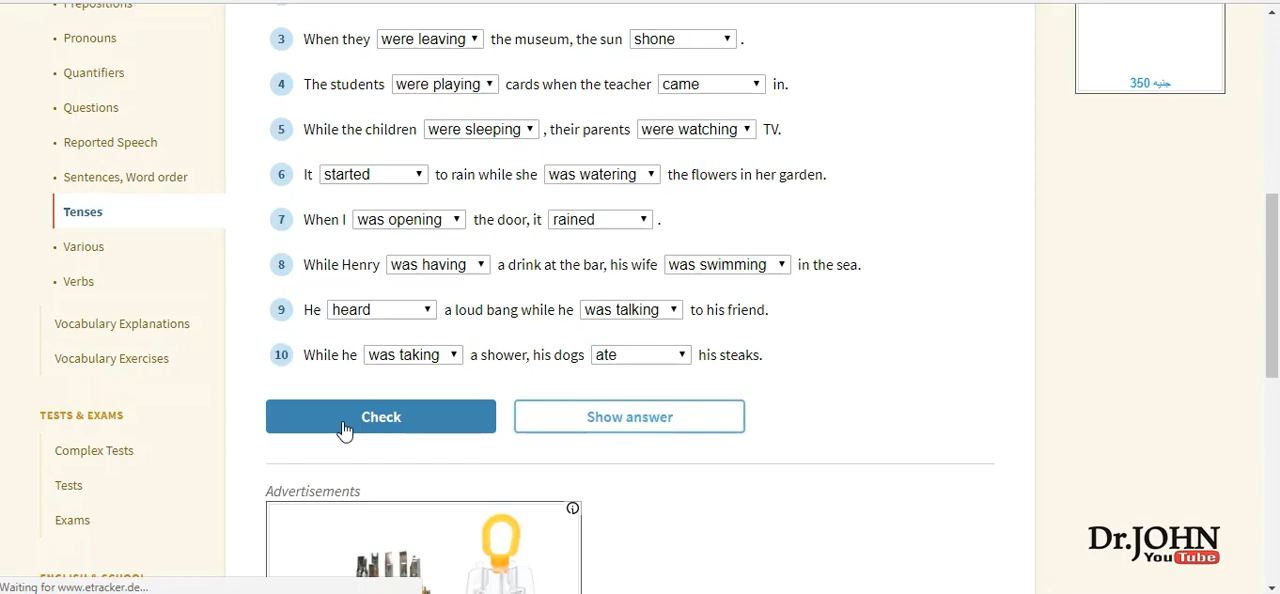 Prepositions
Pronouns
Quantifiers
Questions
Reported Speech
Sentences, Word order
Tenses
Various
Verbs
Vocabulary Explanations
Vocabulary Exercises
TESTS & EXAMS
Complex Tests
Tests
Exams
ENGLISH & SCHOOL
Waiting for www.etracker.de...
3 When they were leaving the museum, the sun shone .
4 The students were playing cards when the teacher came in.
5 While the children were sleeping , their parents were watching TV.
6 It started to rain while she was watering the flowers in her garden.
7 When I was opening the door, it rained .
8 While Henry was having a drink at the bar, his wife was swimming in the sea.
9 He heard a loud bang while he was talking to his friend.
10 While he was taking a shower, his dogs ate his steaks.
Check Show answer
Advertisements
350 جنيه
Dr.JOHN
YouTube